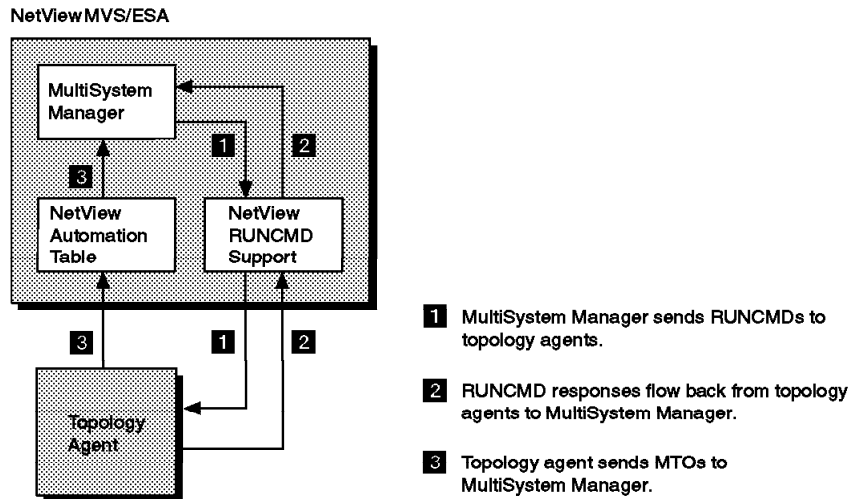 NetView MVS/ESA
MultiSystem
Manager
1
2
3
NetView
Automation
Table
NetView
RUNCMD
Support
3
1
2
Topology
Agent
1 MultiSystem Manager sends RUNCMDs to
topology agents.
2 RUNCMD responses flow back from topology
agents to MultiSystem Manager.
3 Topology agent sends MTOs to
MultiSystem Manager.